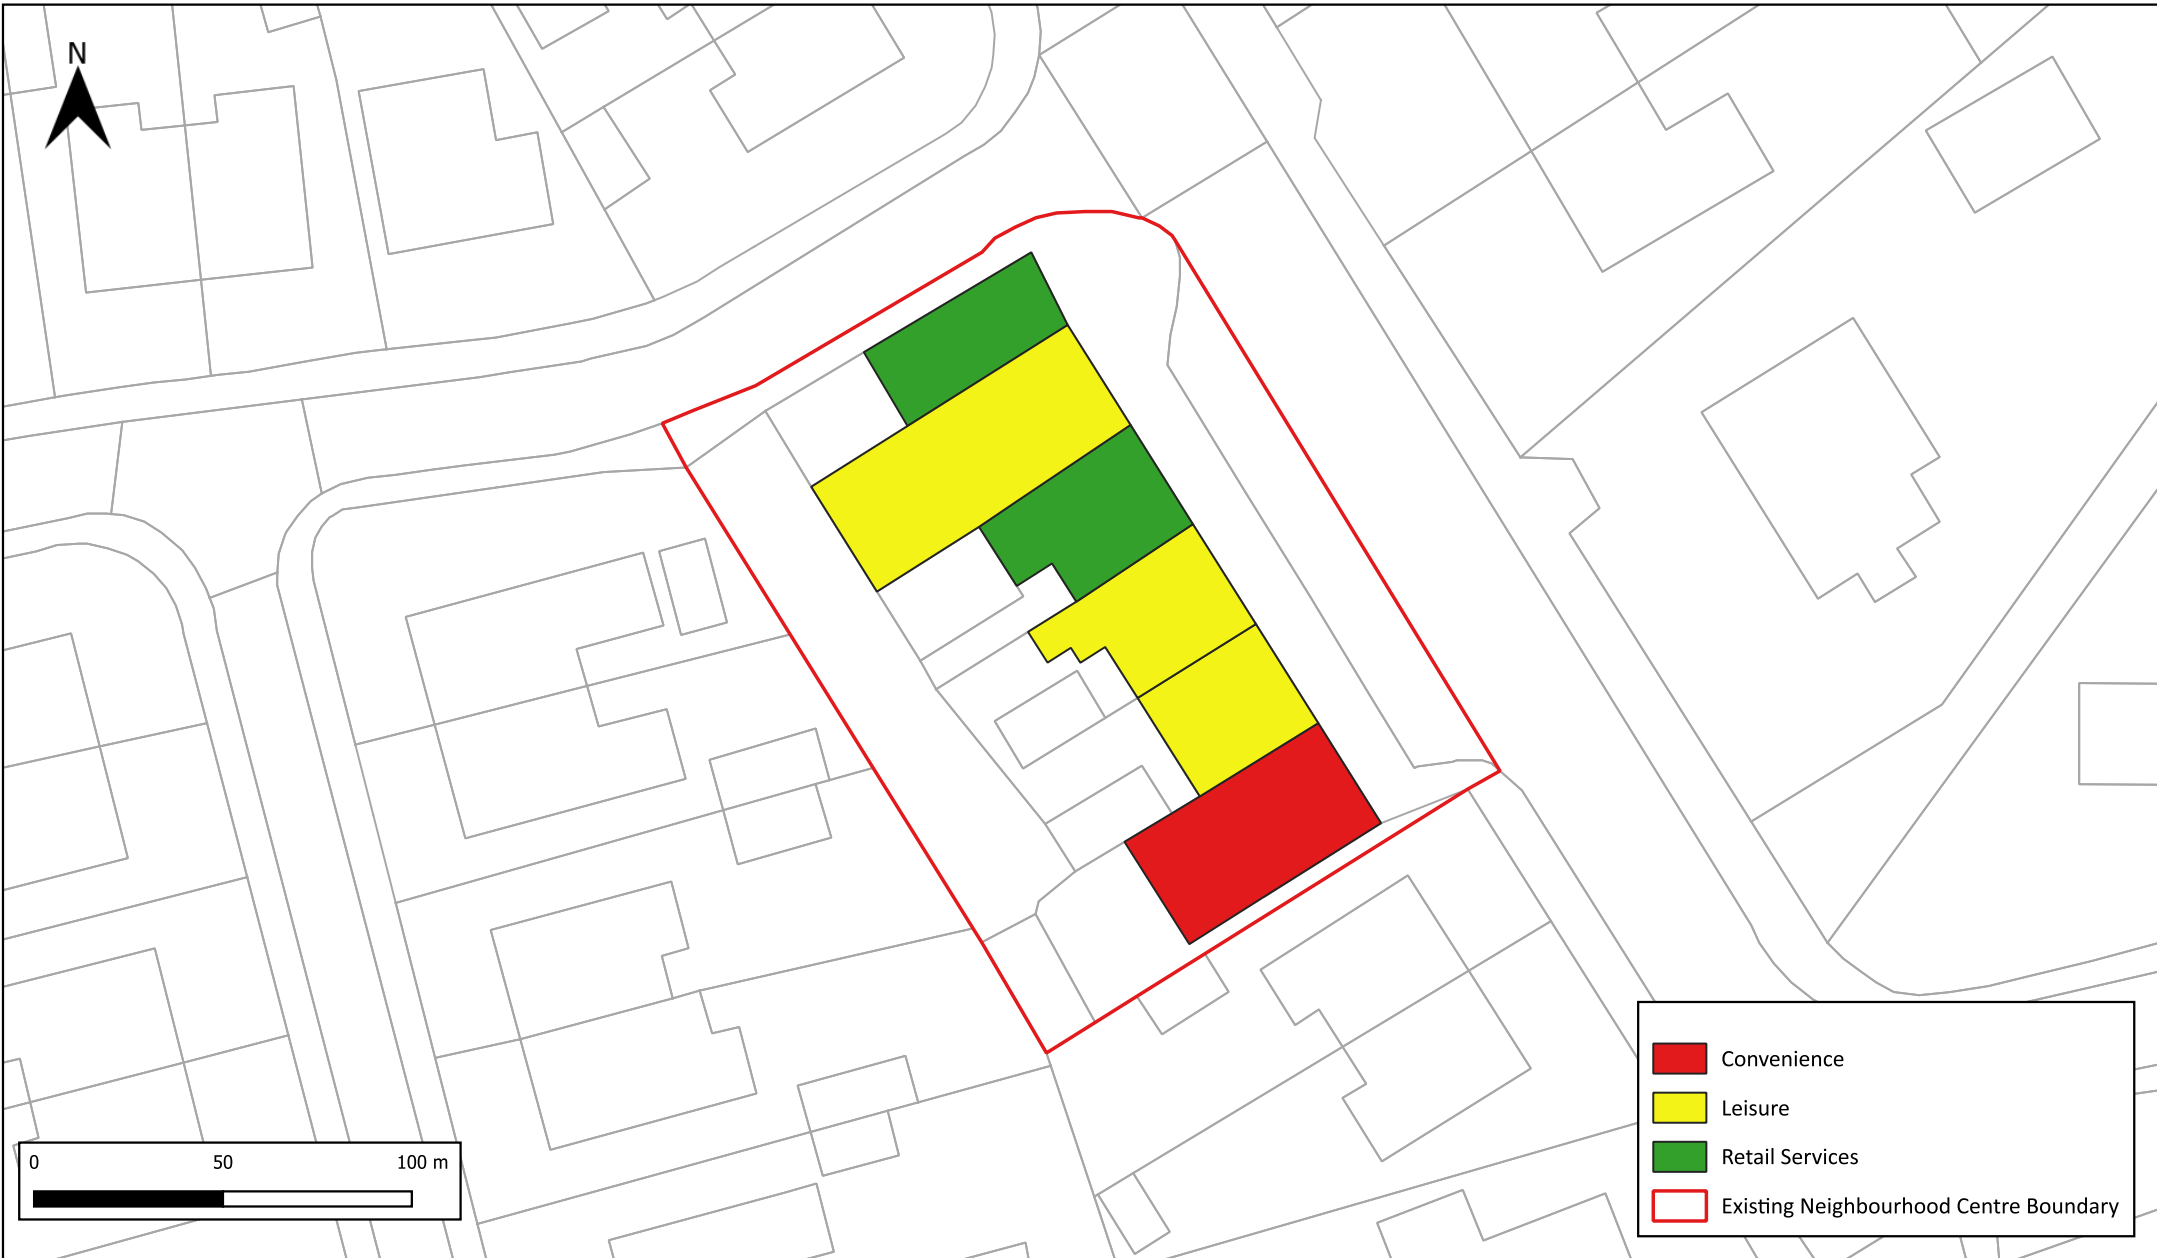 N
Convenience
Leisure
Retail Services
Existing Neighbourhood Centre Boundary
0 50 100 m